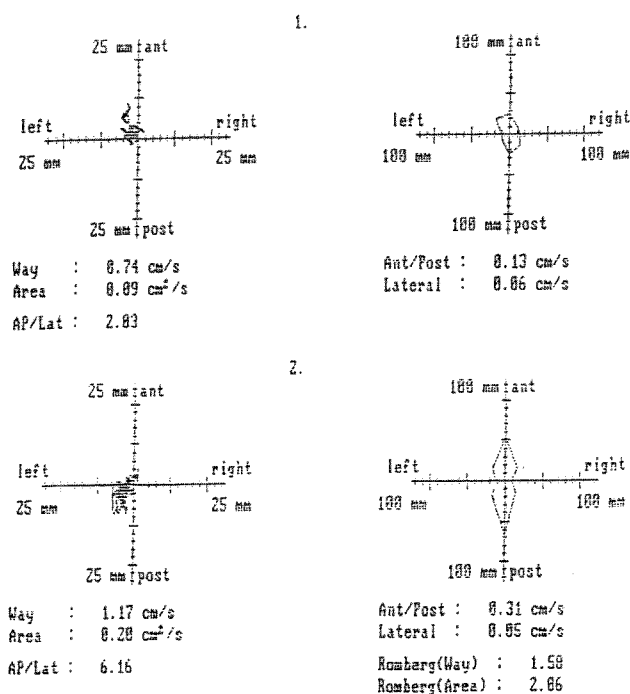 1.
25 mm ant
100 mm ant
left right
left right
25 mm 25 mm
100 mm 100 mm
25 mm post
100 mm post
Way : 0.74 cm/s
Area : 0.09 cm²/s
AP/Lat : 2.03
Ant/Post : 0.13 cm/s
Lateral : 0.06 cm/s
2.
25 mm ant
100 mm ant
left right
left right
25 mm 25 mm
100 mm 100 mm
25 mm post
100 mm post
Way : 1.17 cm/s
Area : 0.20 cm²/s
AP/Lat : 6.16
Ant/Post : 0.31 cm/s
Lateral : 0.05 cm/s
Romberg(Way) : 1.58
Romberg(Area) : 2.06